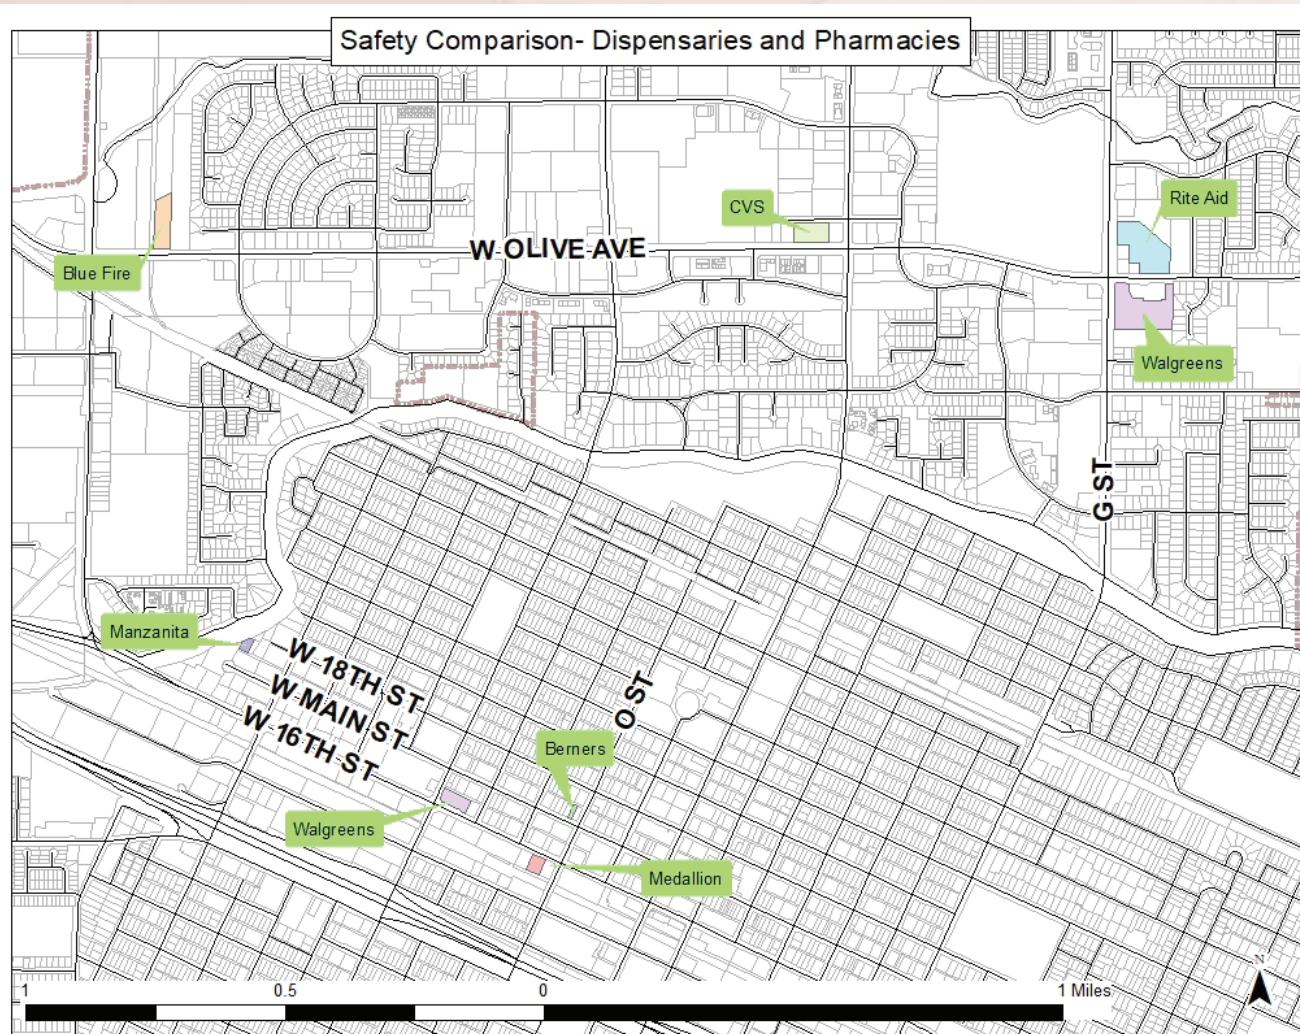 Safety Comparison- Dispensaries and Pharmacies
Rite Aid
CVS
W OLIVE AVE
Blue Fire
Walgreens
G ST
Manzanita
W 18TH ST
W MAIN ST
W 16TH ST
O ST
Berners
Walgreens
Medallion
N
1 0.5 0 1 Miles